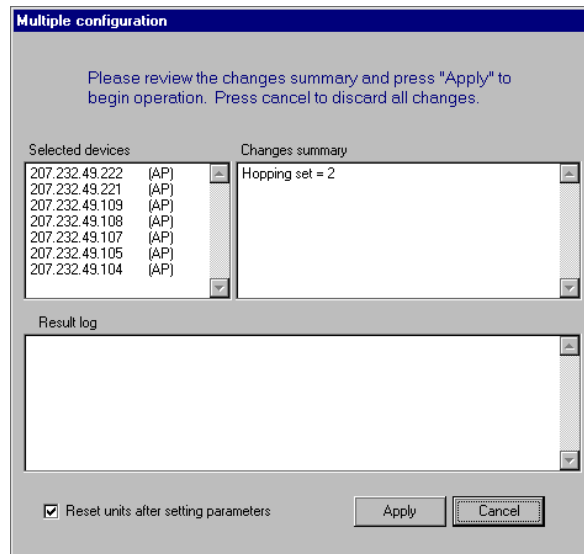 Multiple configuration
Please review the changes summary and press "Apply" to
begin operation. Press cancel to discard all changes.
Selected devices
207.232.49.222 (AP)
207.232.49.221 (AP)
207.232.49.109 (AP)
207.232.49.108 (AP)
207.232.49.107 (AP)
207.232.49.105 (AP)
207.232.49.104 (AP)
Changes summary
Hopping set = 2
Result log
Reset units after setting parameters
Apply
Cancel